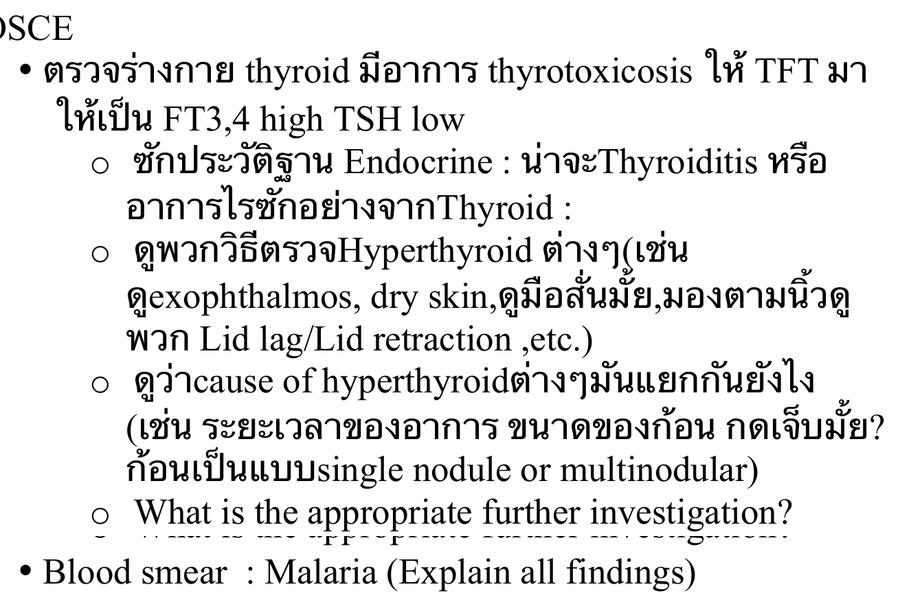 OSCE
• ตรวจร่างกาย thyroid มีอาการ thyrotoxicosis ให้ TFT มา
ให้เป็น FT3,4 high TSH low
o ซักประวัติฐาน Endocrine : น่าจะThyroiditis หรือ
อาการไรซักอย่างจากThyroid :
o ดูพวกวิธีตรวจHyperthyroid ต่างๆ(เช่น
ดูexophthalmos, dry skin,ดูมือสั่นมั้ย,มองตามนิ้วดู
พวก Lid lag/Lid retraction ,etc.)
o ดูว่าcause of hyperthyroidต่างๆมันแยกกันยังไง
(เช่น ระยะเวลาของอาการ ขนาดของก้อน กดเจ็บมั้ย?
ก้อนเป็นแบบsingle nodule or multinodular)
o What is the appropriate further investigation?
• Blood smear : Malaria (Explain all findings)